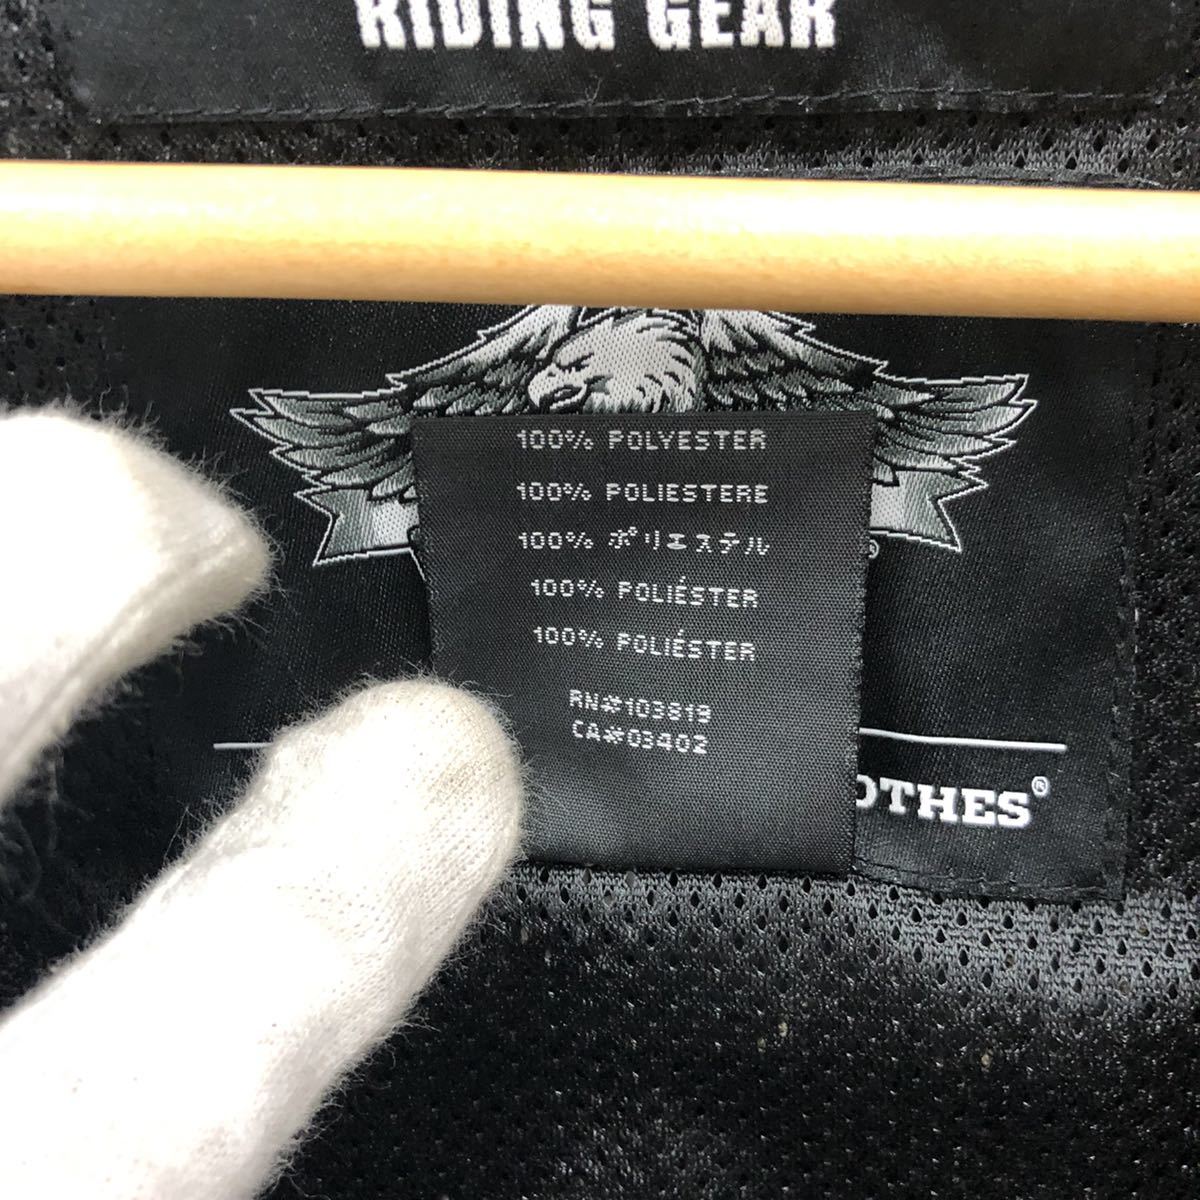 RIDING GEAR
100% POLYESTER
100% POLIESTERE
100% ポリエステル
100% POLIÉSTER
100% POLIÉSTER
RN#103819
CA#03402
OTHES®